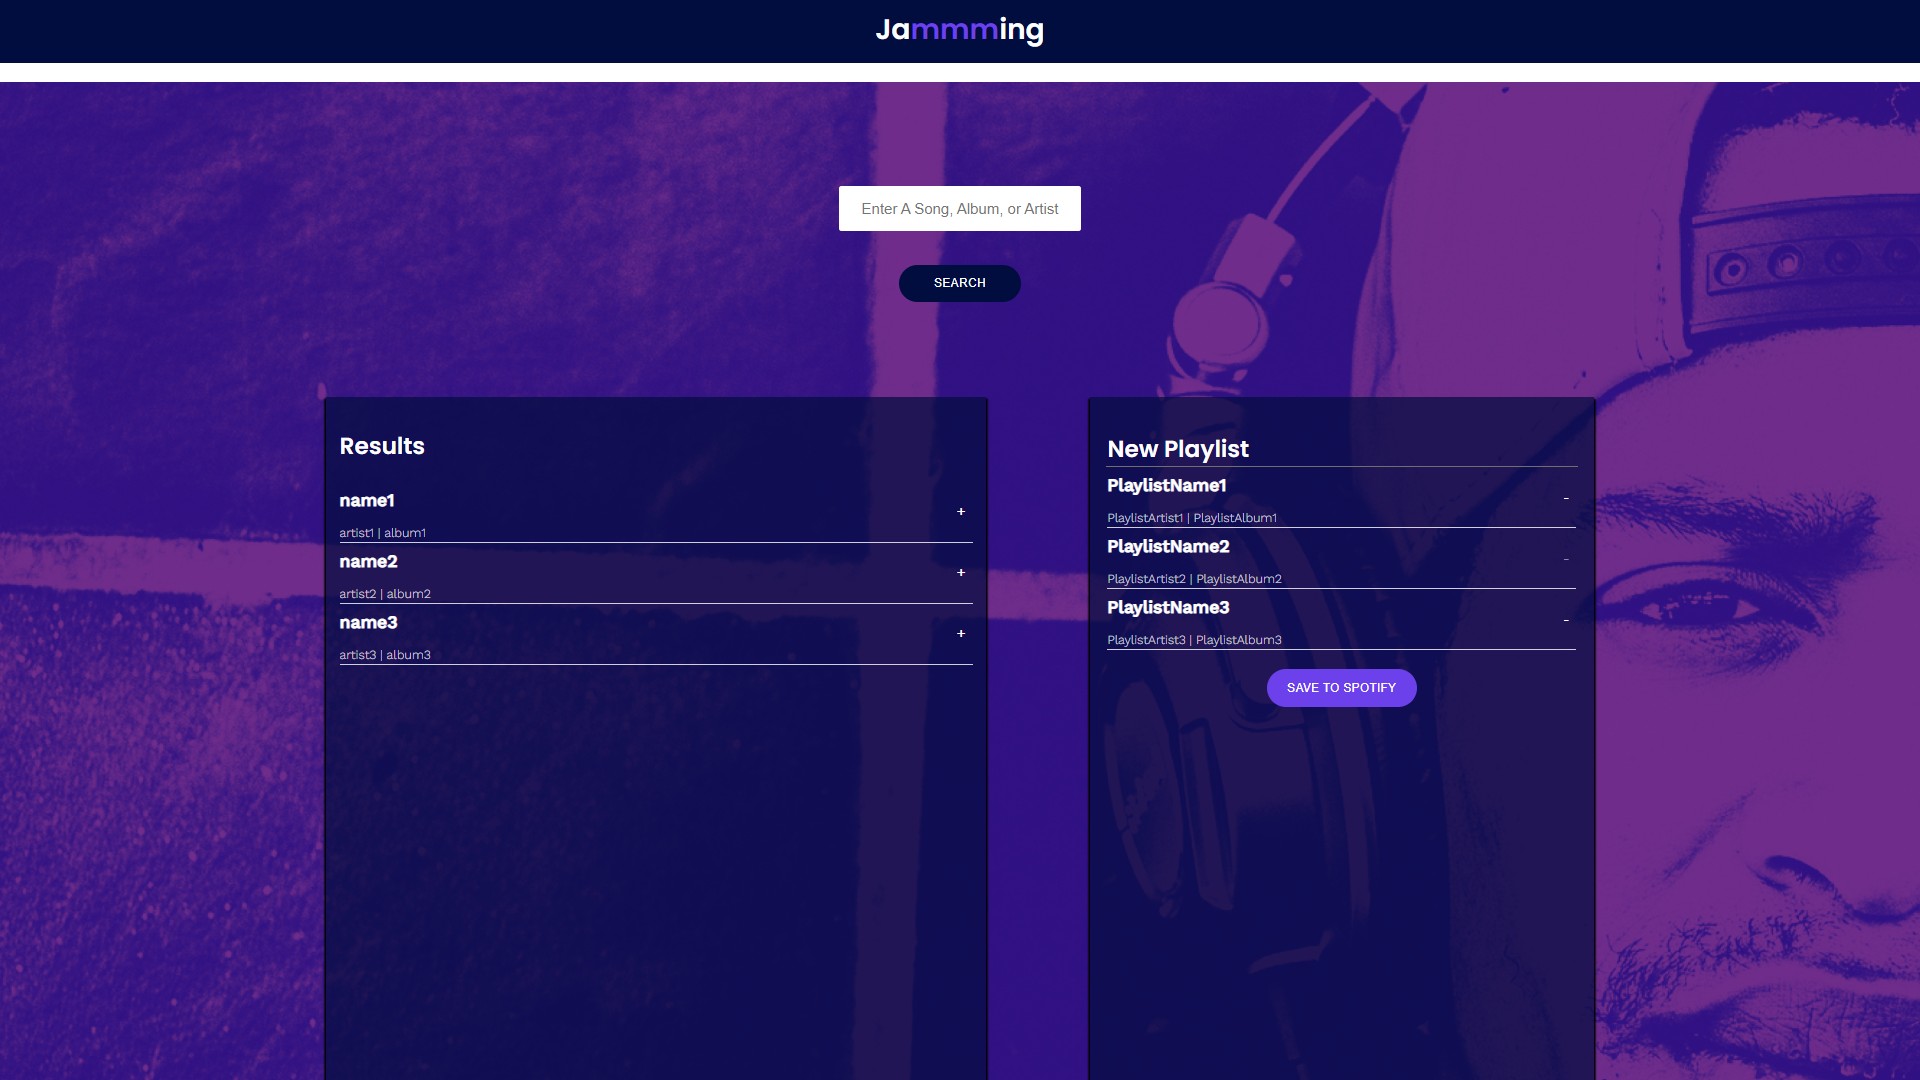 Jammming
Enter A Song, Album, or Artist
SEARCH
Results
name1
+
artist1 | album1
name2
+
artist2 | album2
name3
+
artist3 | album3
New Playlist
PlaylistName1
-
PlaylistArtist1 | PlaylistAlbum1
PlaylistName2
-
PlaylistArtist2 | PlaylistAlbum2
PlaylistName3
-
PlaylistArtist3 | PlaylistAlbum3
SAVE TO SPOTIFY